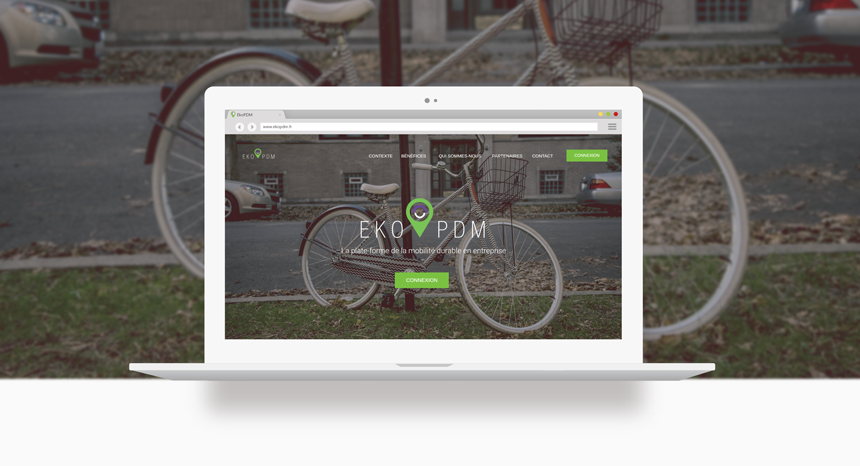 EkoPDM
www.ekopdm.fr
EKO PDM
CONTEXTE BÉNÉFICES QUI SOMMES-NOUS PARTENAIRES CONTACT CONNEXION
EKO PDM
La plate-forme de la mobilité durable en entreprise
CONNEXION